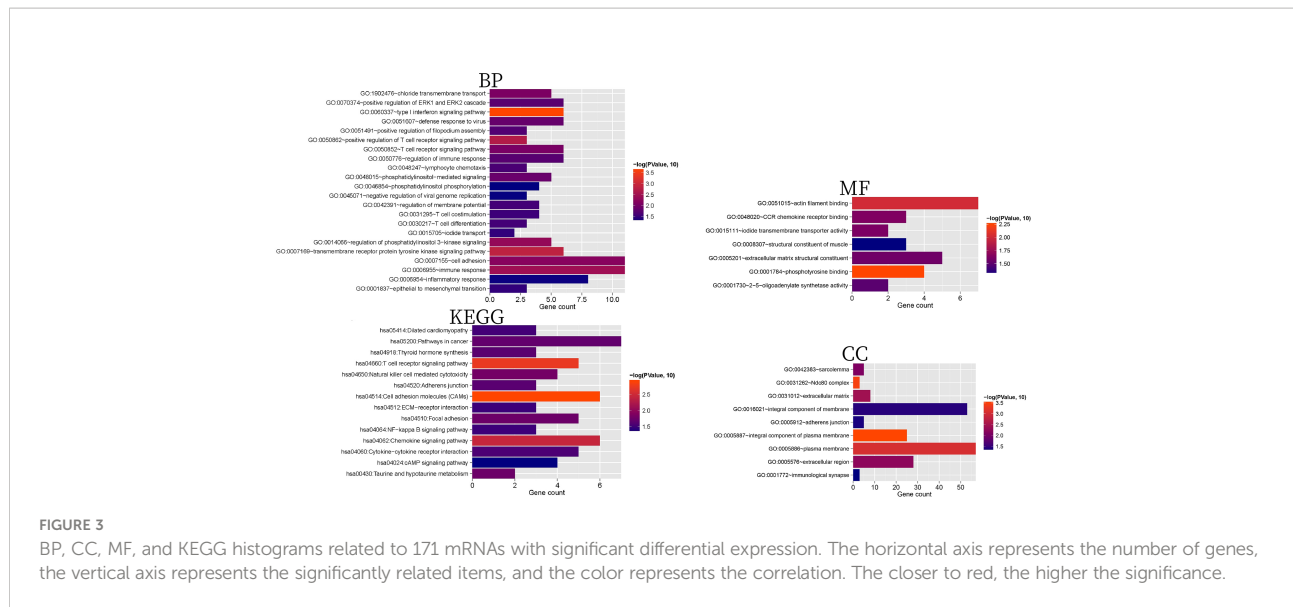 BP
GO:1902476~chloride transmembrane transport
GO:0070374~positive regulation of ERK1 and ERK2 cascade
GO:0060337~type I interferon signaling pathway
GO:0051607~defense response to virus
GO:0051491~positive regulation of filopodium assembly
GO:0050862~positive regulation of T cell receptor signaling pathway
GO:0050852~T cell receptor signaling pathway
GO:0050776~regulation of immune response
GO:0048247~lymphocyte chemotaxis
GO:0048015~phosphatidylinositol-mediated signaling
GO:0046854~phosphatidylinositol phosphorylation
GO:0045071~negative regulation of viral genome replication
GO:0042391~regulation of membrane potential
GO:0031295~T cell costimulation
GO:0030217~T cell differentiation
GO:0015705~iodide transport
GO:0014066~regulation of phosphatidylinositol 3-kinase signaling
GO:0007169~transmembrane receptor protein tyrosine kinase signaling pathway
GO:0007155~cell adhesion
GO:0006955~immune response
GO:0006954~inflammatory response
GO:0001837~epithelial to mesenchymal transition
0.0 2.5 5.0 7.5 10.0
Gene count
-log(PValue, 10)
3.5
3.0
2.5
2.0
1.5
MF
GO:0051015~actin filament binding
GO:0048020~CCR chemokine receptor binding
GO:0015111~iodide transmembrane transporter activity
GO:0008307~structural constituent of muscle
GO:0005201~extracellular matrix structural constituent
GO:0001784~phosphotyrosine binding
GO:0001730~2-5-oligoadenylate synthetase activity
0 2 4 6
Gene count
-log(PValue, 10)
2.25
2.00
1.75
1.50
KEGG
hsa05414:Dilated cardiomyopathy
hsa05200:Pathways in cancer
hsa04918:Thyroid hormone synthesis
hsa04660:T cell receptor signaling pathway
hsa04650:Natural killer cell mediated cytotoxicity
hsa04520:Adherens junction
hsa04514:Cell adhesion molecules (CAMs)
hsa04512:ECM-receptor interaction
hsa04510:Focal adhesion
hsa04064:NF-kappa B signaling pathway
hsa04062:Chemokine signaling pathway
hsa04060:Cytokine-cytokine receptor interaction
hsa04024:cAMP signaling pathway
hsa00430:Taurine and hypotaurine metabolism
0 2 4 6
Gene count
-log(PValue, 10)
2.5
2.0
1.5
CC
GO:0042383~sarcolemma
GO:0031262~Ndc80 complex
GO:0031012~extracellular matrix
GO:0016021~integral component of membrane
GO:0005912~adherens junction
GO:0005887~integral component of plasma membrane
GO:0005886~plasma membrane
GO:0005576~extracellular region
GO:0001772~immunological synapse
0 10 20 30 40 50
Gene count
-log(PValue, 10)
3.5
3.0
2.5
2.0
1.5
FIGURE 3
BP, CC, MF, and KEGG histograms related to 171 mRNAs with significant differential expression. The horizontal axis represents the number of genes,
the vertical axis represents the significantly related items, and the color represents the correlation. The closer to red, the higher the significance.